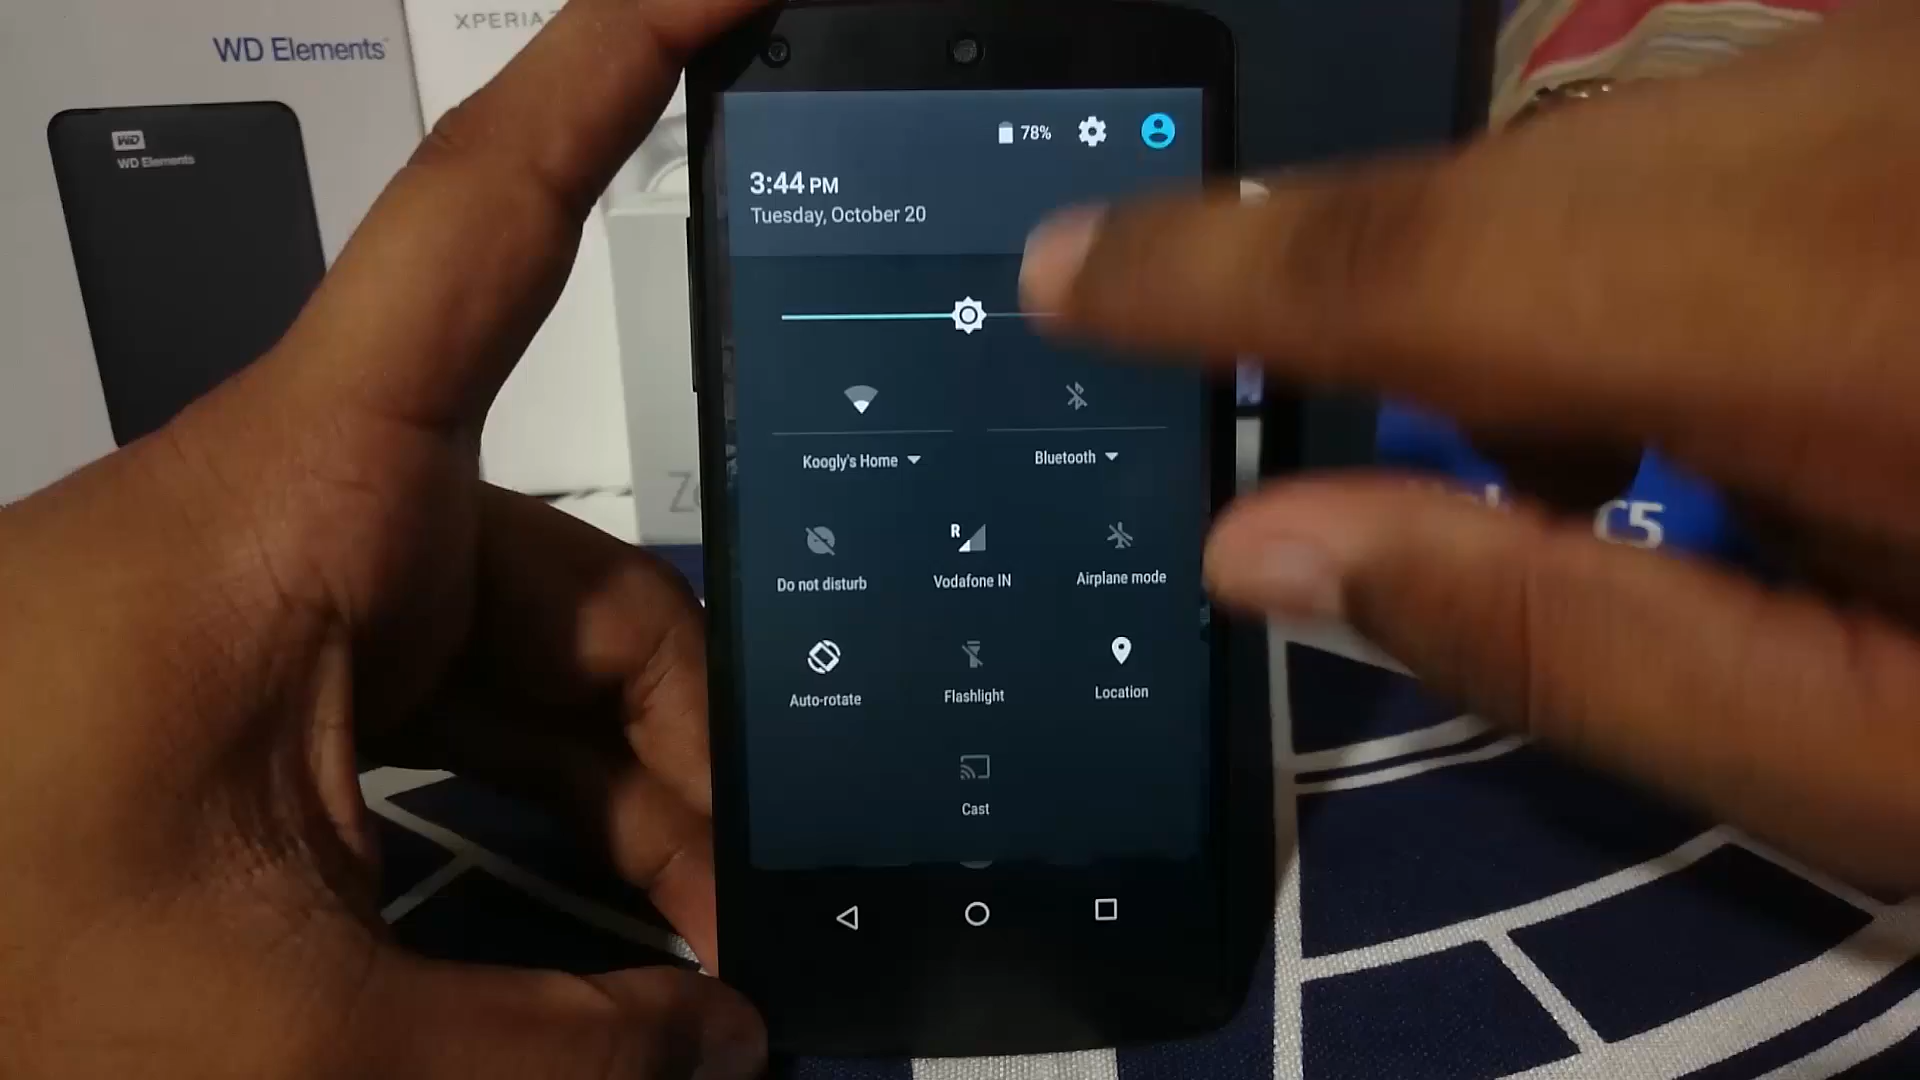 WD Elements
XPERIA
WD
WD Elements
78%
3:44 PM
Tuesday, October 20
Koogly's Home
Bluetooth
Do not disturb
R
Vodafone IN
Airplane mode
Auto-rotate
Flashlight
Location
Cast
C5